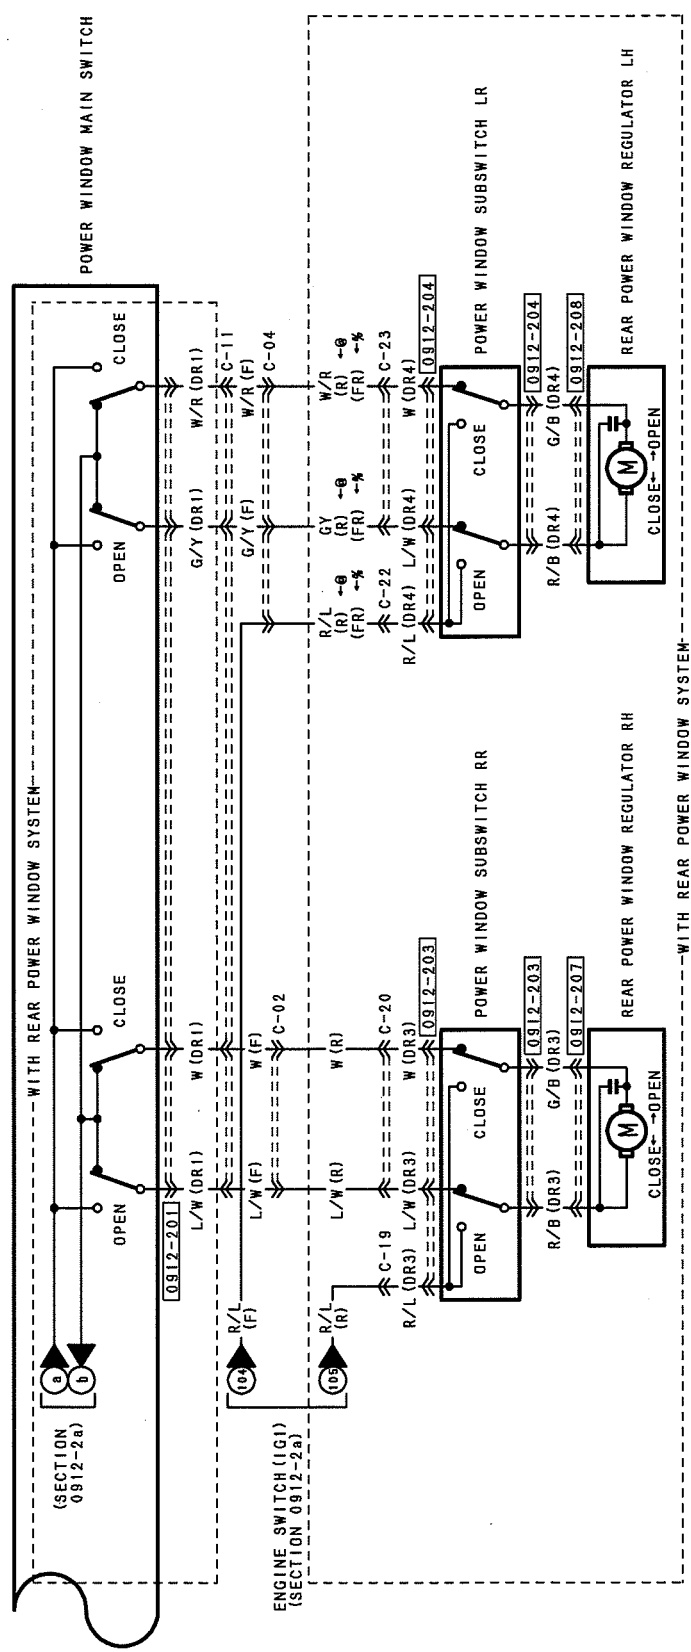 POWER WINDOW MAIN SWITCH
WITH REAR POWER WINDOW SYSTEM
(SECTION
0912-2a)
a
b
OPEN
CLOSE
OPEN
CLOSE
0912-201
L/W (DR1)
W (DR1)
G/Y (DR1)
W/R (DR1)
C-11
L/W (F)
W (F)
G/Y (F)
W/R (F)
C-02
C-04
ENGINE SWITCH (IG1)
(SECTION 0912-2a)
104
R/L
(F)
105
R/L
(R)
L/W (R)
W (R)
R/L
(R) ←@
(FR) ←%
GY
(R) ←@
(FR) ←%
W/R
(R) ←@
(FR) ←%
C-19
C-20
C-22
C-23
R/L (DR3)
L/W (DR3)
W (DR3)
0912-203
R/L (DR4)
L/W (DR4)
W (DR4)
0912-204
OPEN
CLOSE
POWER WINDOW SUBSWITCH RR
OPEN
CLOSE
POWER WINDOW SUBSWITCH LR
0912-203
0912-204
R/B (DR3)
G/B (DR3)
0912-207
R/B (DR4)
G/B (DR4)
0912-208
M
CLOSE← →OPEN
REAR POWER WINDOW REGULATOR RH
M
CLOSE← →OPEN
REAR POWER WINDOW REGULATOR LH
WITH REAR POWER WINDOW SYSTEM